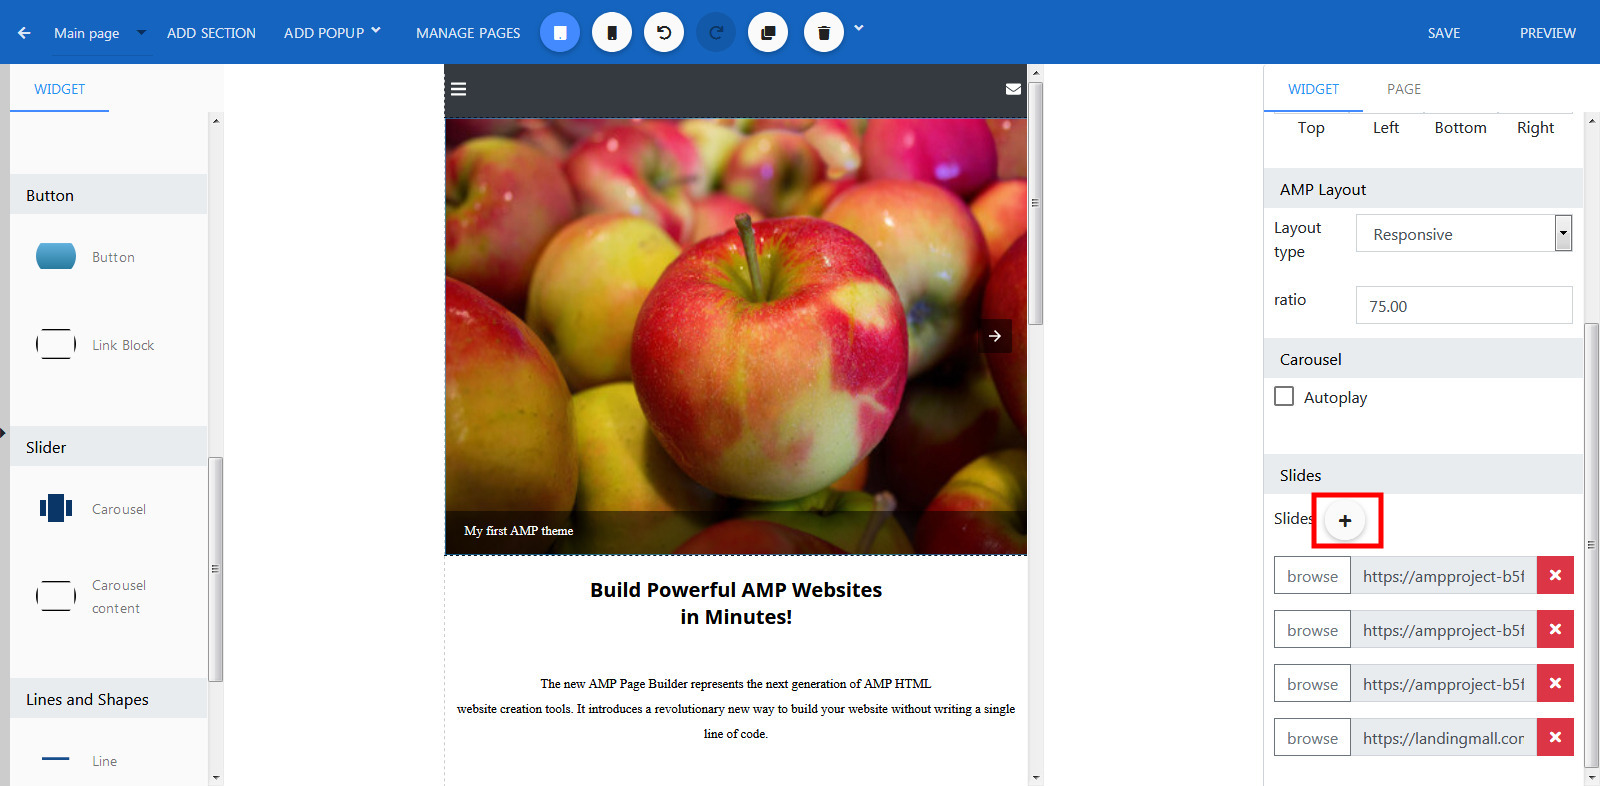 Main page
ADD SECTION
ADD POPUP
MANAGE PAGES
SAVE
PREVIEW
WIDGET
Button
Button
Link Block
Slider
Carousel
Carousel
content
Lines and Shapes
Line
My first AMP theme
Build Powerful AMP Websites
in Minutes!
The new AMP Page Builder represents the next generation of AMP HTML
website creation tools. It introduces a revolutionary new way to build your website without writing a single
line of code.
WIDGET
PAGE
Top
Left
Bottom
Right
AMP Layout
Layout
type
Responsive
ratio
75.00
Carousel
Autoplay
Slides
Slides
browse
https://ampproject-b5f
browse
https://ampproject-b5f
browse
https://ampproject-b5f
browse
https://landingmall.con